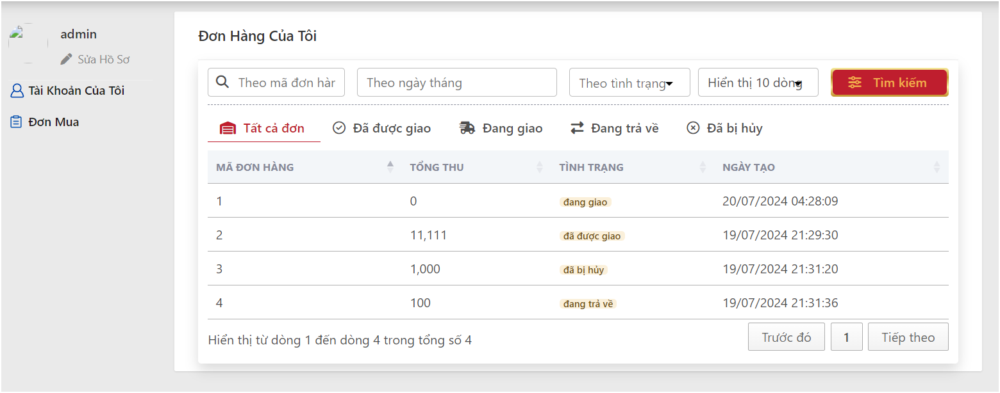 admin
Sửa Hồ Sơ
Tài Khoản Của Tôi
Đơn Mua
Đơn Hàng Của Tôi
Theo mã đơn hàr Theo ngày tháng Theo tình trạng Hiển thị 10 dòng Tìm kiếm
Tất cả đơn Đã được giao Đang giao Đang trả về Đã bị hủy
MÃ ĐƠN HÀNG TỔNG THU TÌNH TRẠNG NGÀY TẠO
1 0 đang giao 20/07/2024 04:28:09
2 11,111 đã được giao 19/07/2024 21:29:30
3 1,000 đã bị hủy 19/07/2024 21:31:20
4 100 đang trả về 19/07/2024 21:31:36
Hiển thị từ dòng 1 đến dòng 4 trong tổng số 4
Trước đó 1 Tiếp theo